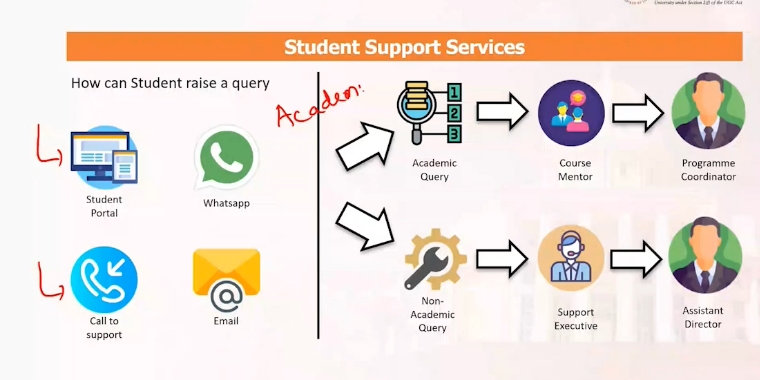 University under Section 3(f) of the UGC Act
Student Support Services
How can Student raise a query
Academi
Student
Portal
Whatsapp
Call to
support
Email
1
2
3
Academic
Query
Course
Mentor
Programme
Coordinator
Non-
Academic
Query
Support
Executive
Assistant
Director